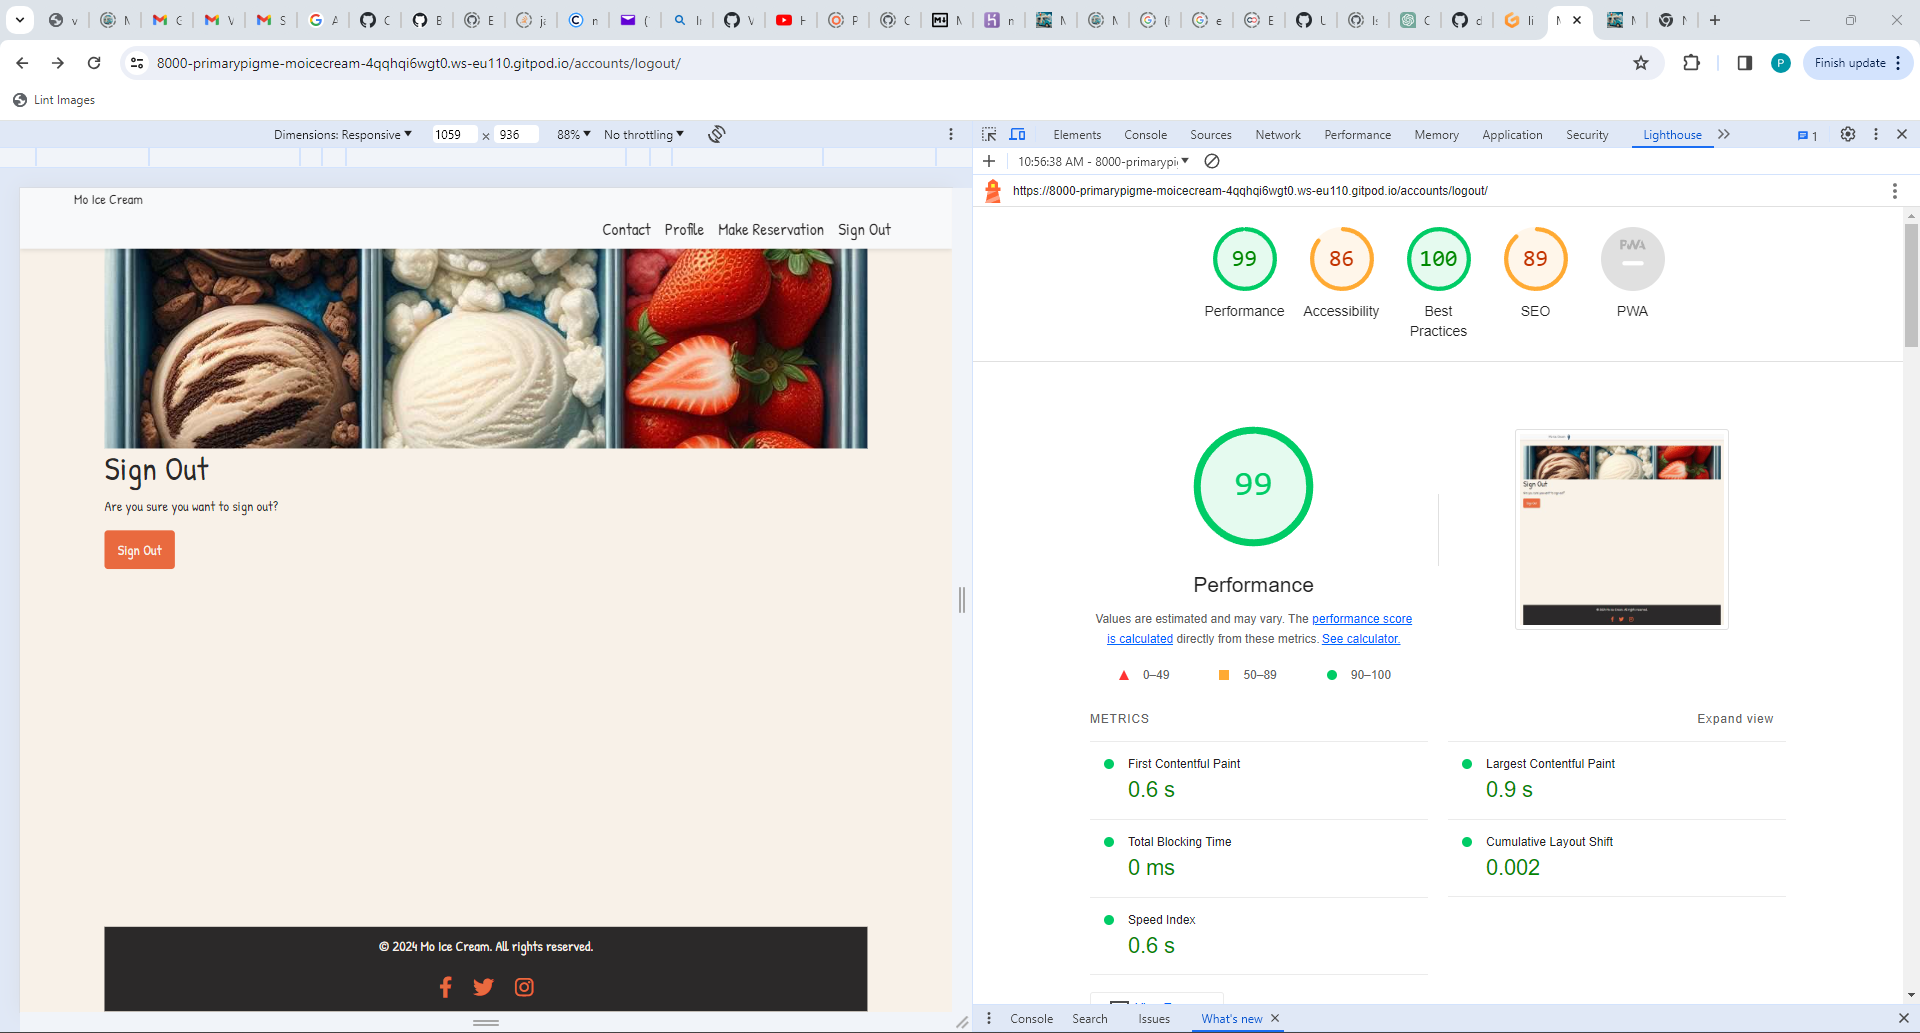 8000-primarypigme-moicecream-4qqhqi6wgt0.ws-eu110.gitpod.io/accounts/logout/
Finish update
Lint Images
Dimensions: Responsive 1059 × 936 88% No throttling
Elements Console Sources Network Performance Memory Application Security Lighthouse 1
10:56:38 AM - 8000-primarypi
https://8000-primarypigme-moicecream-4qqhqi6wgt0.ws-eu110.gitpod.io/accounts/logout/
Mo Ice Cream
Contact Profile Make Reservation Sign Out
Sign Out
Are you sure you want to sign out?
Sign Out
© 2024 Mo Ice Cream. All rights reserved.
99 86 100 89 PWA
Performance Accessibility Best Practices SEO PWA
99
Performance
Values are estimated and may vary. The performance score
is calculated directly from these metrics. See calculator.
0–49 50–89 90–100
METRICS Expand view
First Contentful Paint
0.6 s
Largest Contentful Paint
0.9 s
Total Blocking Time
0 ms
Cumulative Layout Shift
0.002
Speed Index
0.6 s
Console Search Issues What's new